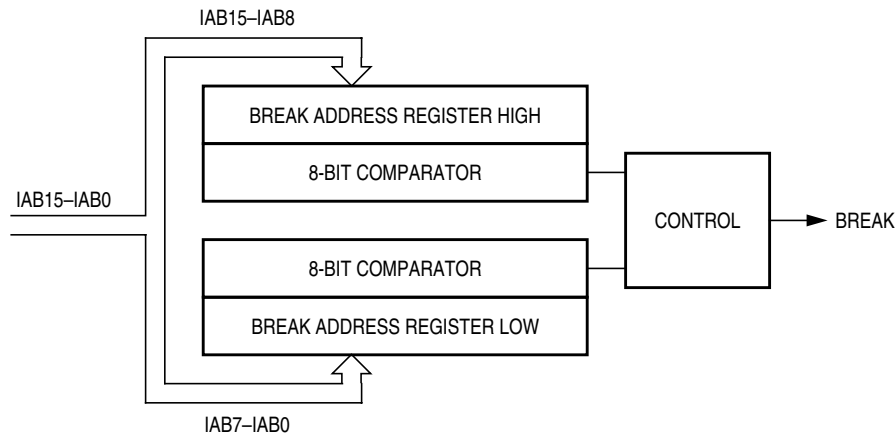 IAB15–IAB8
BREAK ADDRESS REGISTER HIGH
8-BIT COMPARATOR
IAB15–IAB0
CONTROL
BREAK
8-BIT COMPARATOR
BREAK ADDRESS REGISTER LOW
IAB7–IAB0